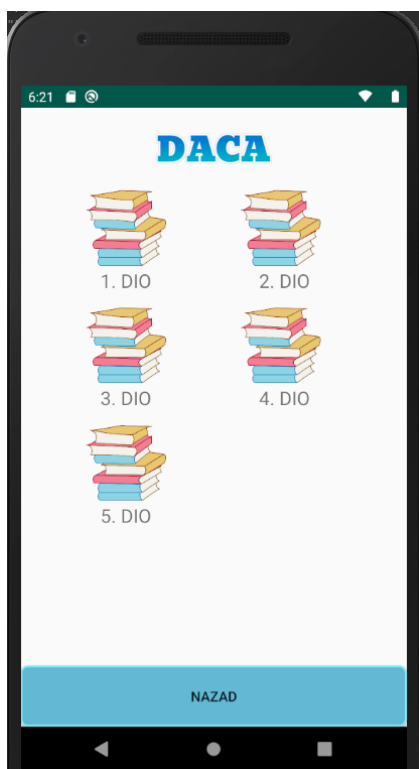 6:21
DACA
1. DIO
2. DIO
3. DIO
4. DIO
5. DIO
NAZAD